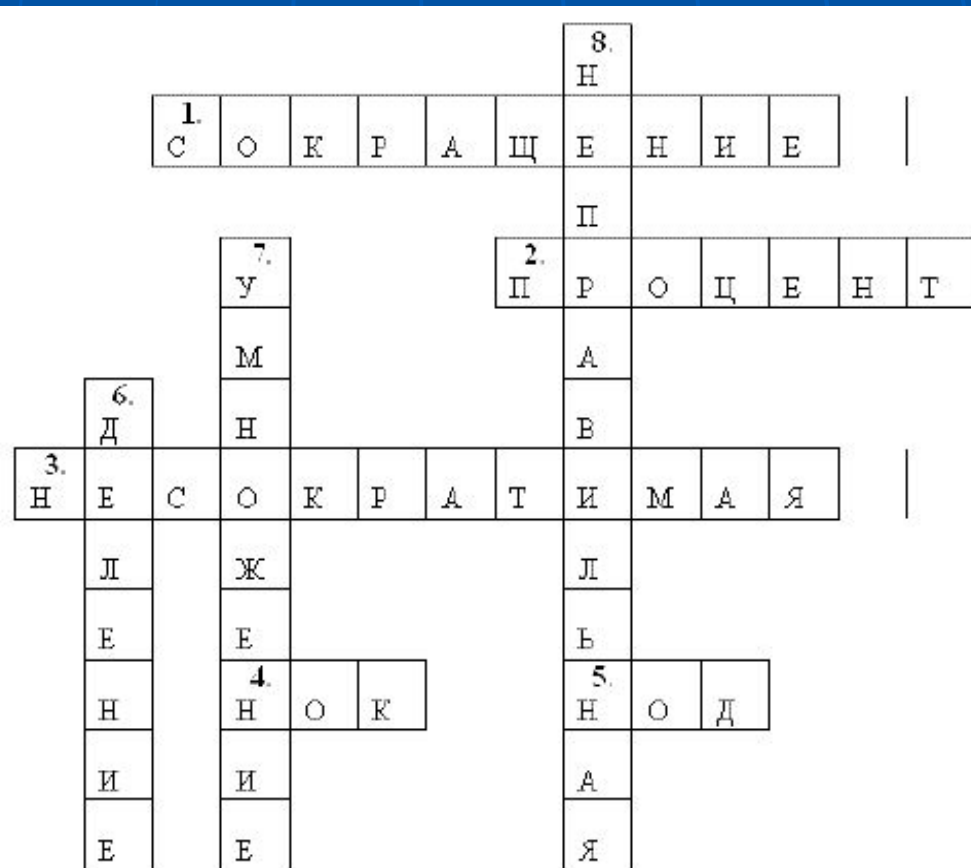 8.
Н
1.
С О К Р А Щ Е Н И Е
П
7. 2.
У П Р О Ц Е Н Т
М А
6.
Д Н В
3.
Н Е С О К Р А Т И М А Я
Л Ж Л
Е Е Ь
4. 5.
Н Н О К Н О Д
И И А
Е Е Я